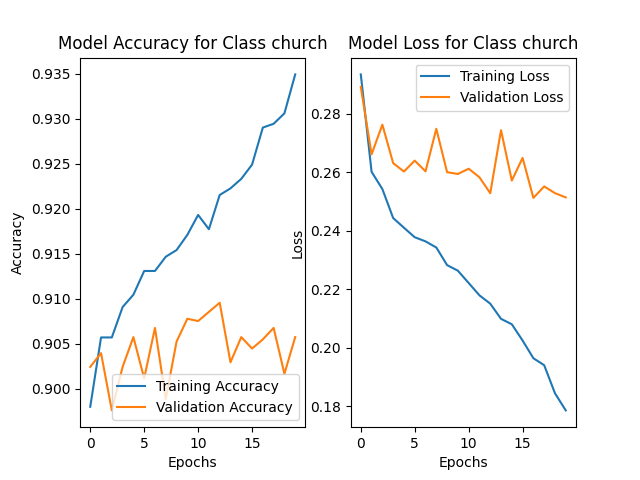 Model Accuracy for Class church
0.935
0.930
0.925
0.920
0.915
0.910
0.905
0.900
Accuracy
Training Accuracy
Validation Accuracy
0 5 10 15
Epochs
Model Loss for Class church
Training Loss
Validation Loss
0.28
0.26
0.24
0.22
0.20
0.18
Loss
0 5 10 15
Epochs